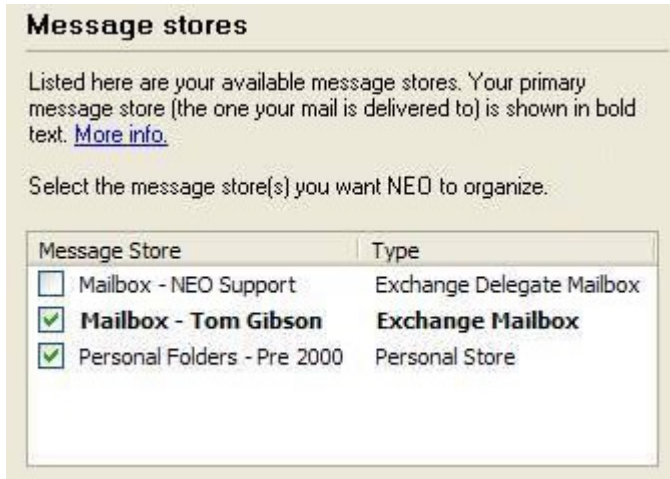 Message stores
Listed here are your available message stores. Your primary
message store (the one your mail is delivered to) is shown in bold
text. More info.
Select the message store(s) you want NEO to organize.
Message Store Type
Mailbox - NEO Support Exchange Delegate Mailbox
Mailbox - Tom Gibson Exchange Mailbox
Personal Folders - Pre 2000 Personal Store